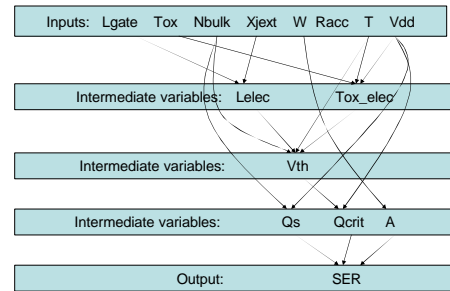 Inputs: Lgate Tox Nbulk Xjext W Racc T Vdd
Intermediate variables: Lelec Tox_elec
Intermediate variables: Vth
Intermediate variables: Qs Qcrit A
Output: SER